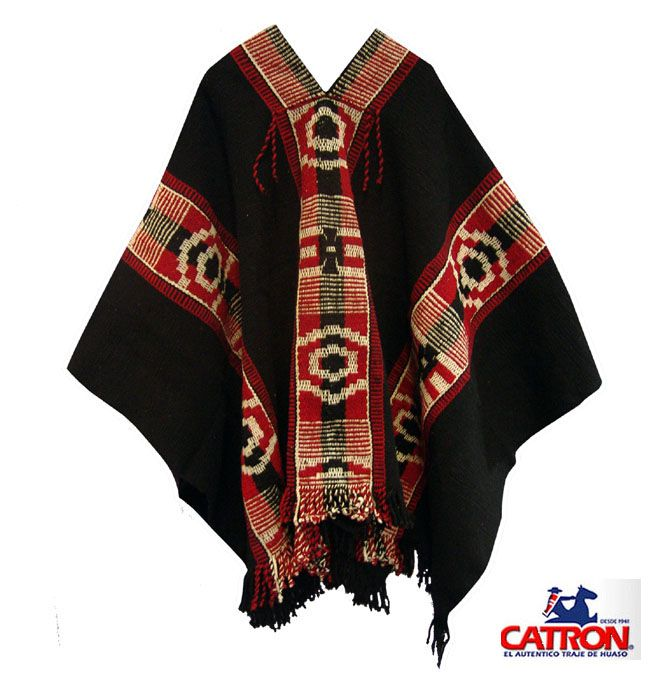 DESDE 1941
CATRON®
EL AUTENTICO TRAJE DE HUASO